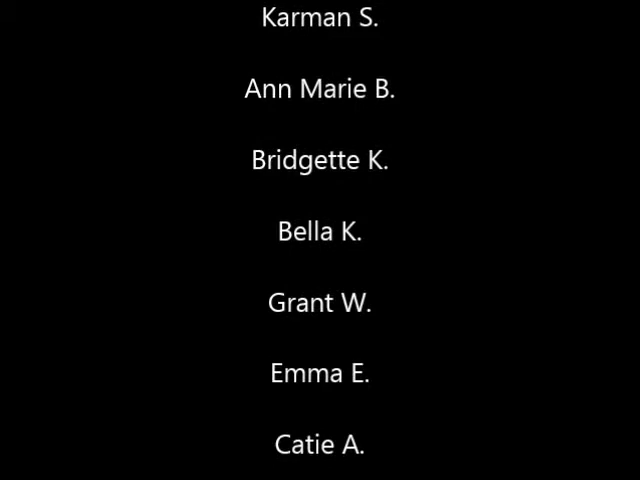 Karman S.
Ann Marie B.
Bridgette K.
Bella K.
Grant W.
Emma E.
Catie A.